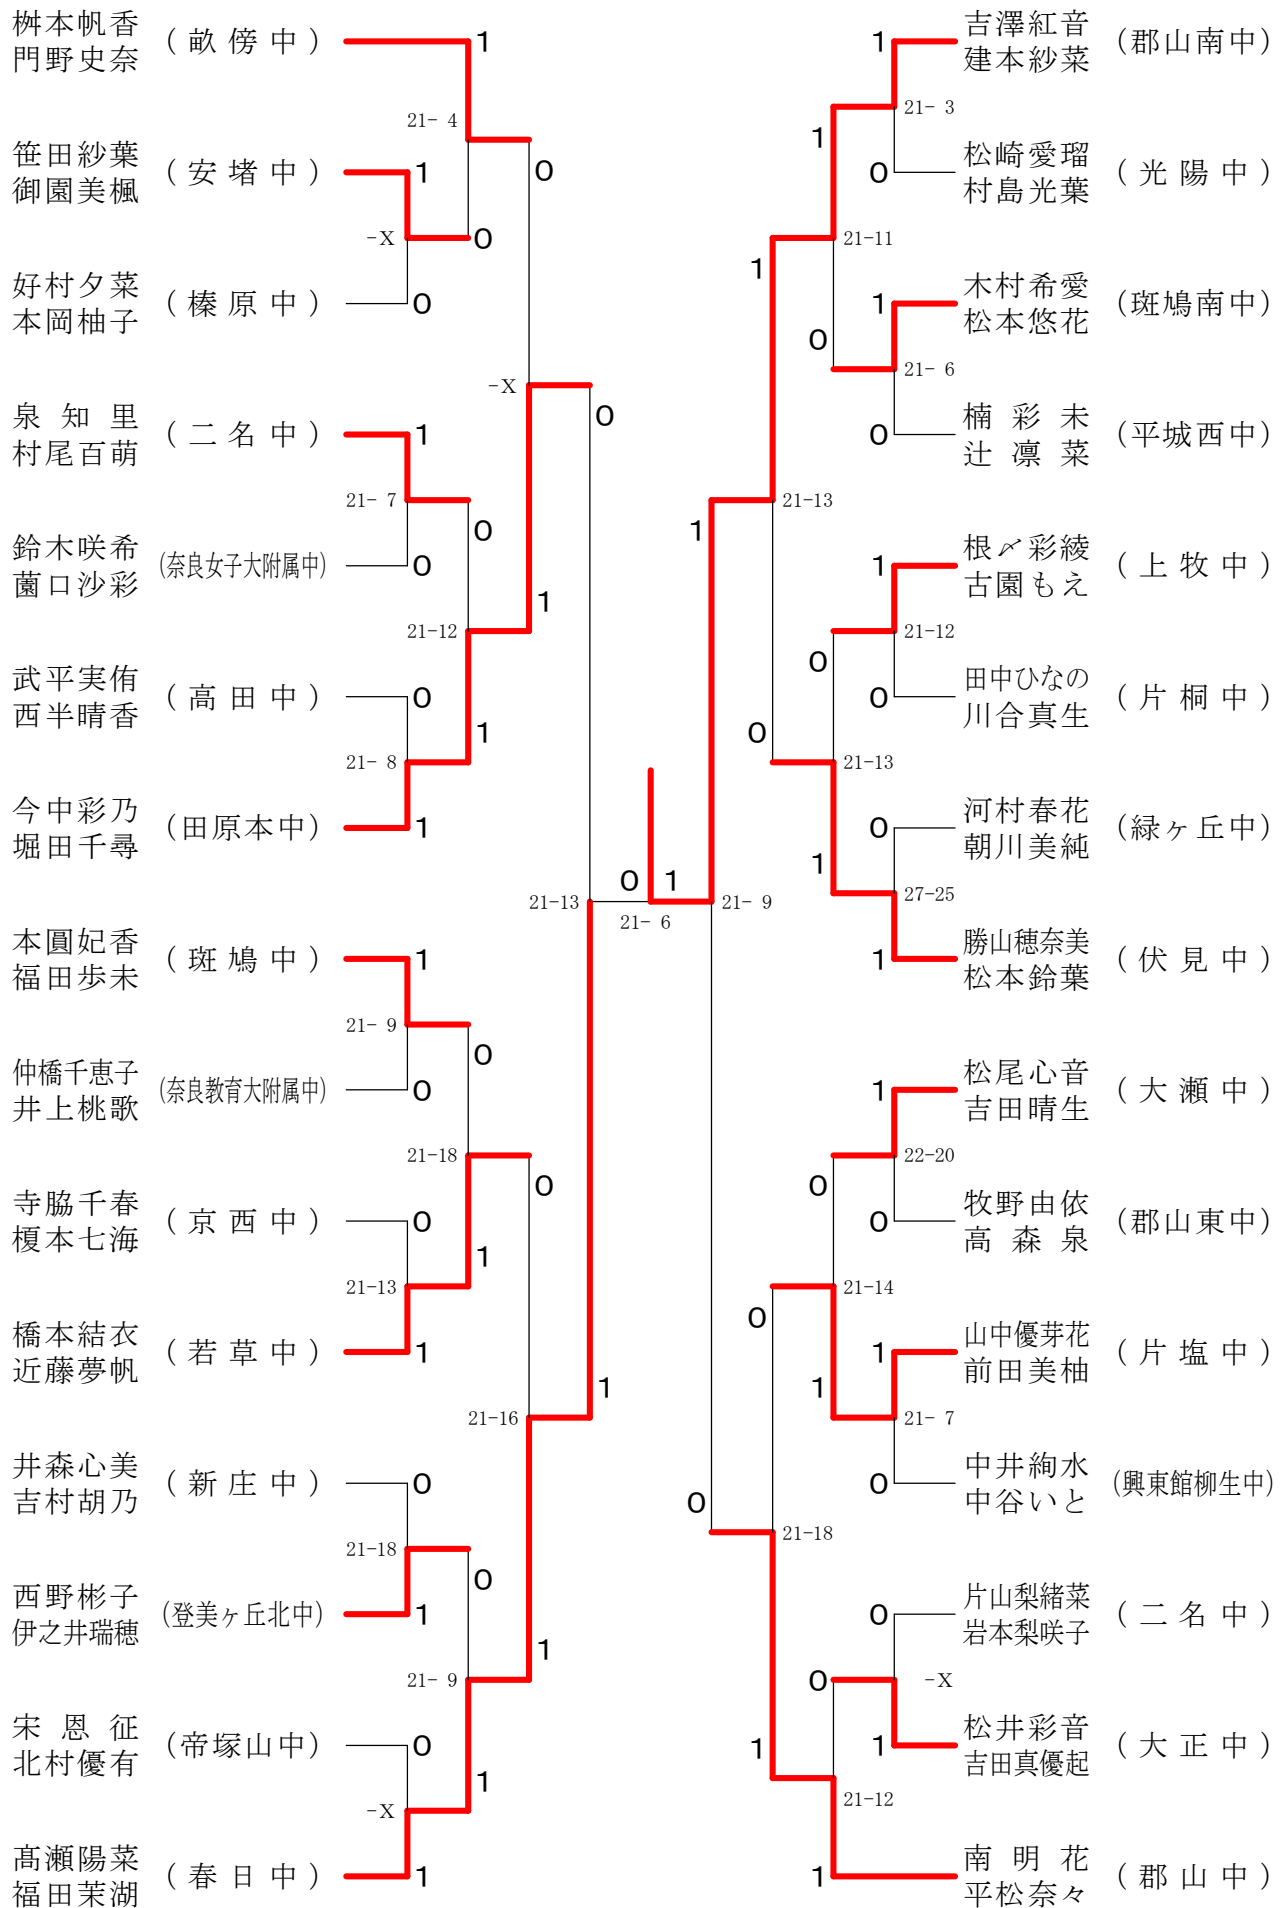 桝本帆香
門野史奈
(畝傍中)
1
21- 4
笹田紗葉
御園美楓
(安堵中)
1
0
-X
0
好村夕菜
本岡柚子
(榛原中)
0
-X
0
泉知里
村尾百萌
(二名中)
1
21- 7
0
鈴木咲希
薗口沙彩
(奈良女子大附属中)
0
1
21-12
武平実侑
西半晴香
(高田中)
0
1
21- 8
今中彩乃
堀田千尋
(田原本中)
1
21-13
0
1
21- 6
21- 9
本圓妃香
福田歩未
(斑鳩中)
1
21- 9
0
仲橋千恵子
井上桃歌
(奈良教育大附属中)
0
21-18
0
寺脇千春
榎本七海
(京西中)
0
1
21-13
橋本結衣
近藤夢帆
(若草中)
1
1
21-16
井森心美
吉村胡乃
(新庄中)
0
21-18
0
西野彬子
伊之井瑞穂
(登美ヶ丘北中)
1
1
21- 9
宋恩征
北村優有
(帝塚山中)
0
1
-X
髙瀬陽菜
福田茉湖
(春日中)
1
1
吉澤紅音
建本紗菜
(郡山南中)
21- 3
1
0
松崎愛瑠
村島光葉
(光陽中)
21-11
1
1
木村希愛
松本悠花
(斑鳩南中)
0
21- 6
0
楠彩未
辻凛菜
(平城西中)
21-13
1
1
根〆彩綾
古園もえ
(上牧中)
21-12
0
0
田中ひなの
川合真生
(片桐中)
0
21-13
0
河村春花
朝川美純
(緑ヶ丘中)
1
27-25
1
勝山穂奈美
松本鈴葉
(伏見中)
1
松尾心音
吉田晴生
(大瀬中)
22-20
0
0
牧野由依
高森泉
(郡山東中)
21-14
0
1
山中優芽花
前田美柚
(片塩中)
1
21- 7
0
中井絢水
中谷いと
(興東館柳生中)
0
21-18
0
片山梨緒菜
岩本梨咲子
(二名中)
0
-X
1
松井彩音
吉田真優起
(大正中)
1
21-12
1
南明花
平松奈々
(郡山中)